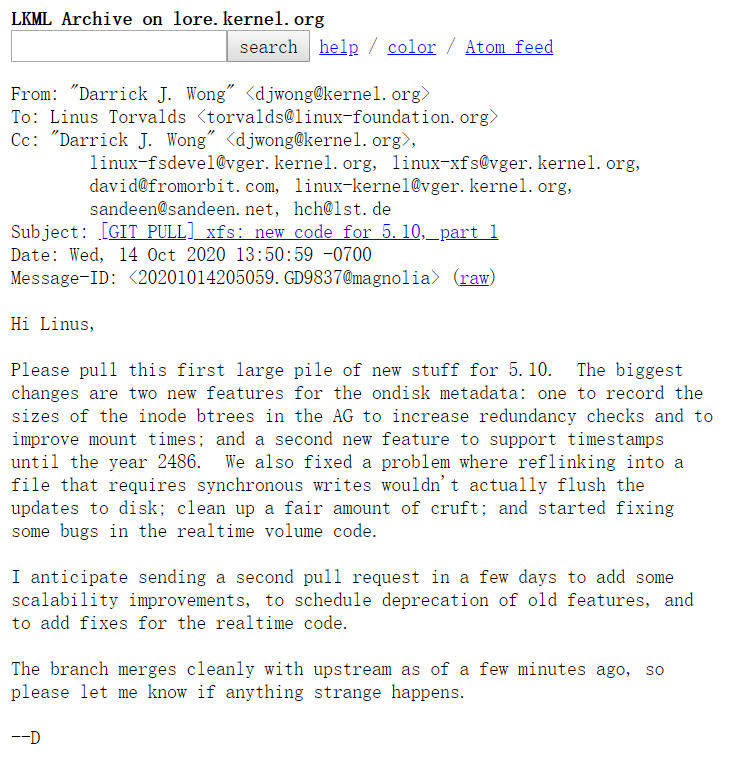 LKML Archive on lore.kernel.org
search help / color / Atom feed
From: "Darrick J. Wong" <djwong@kernel.org>
To: Linus Torvalds <torvalds@linux-foundation.org>
Cc: "Darrick J. Wong" <djwong@kernel.org>,
linux-fsdevel@vger.kernel.org, linux-xfs@vger.kernel.org,
david@fromorbit.com, linux-kernel@vger.kernel.org,
sandeen@sandeen.net, hch@lst.de
Subject: [GIT PULL] xfs: new code for 5.10, part 1
Date: Wed, 14 Oct 2020 13:50:59 -0700
Message-ID: <20201014205059.GD9837@magnolia> (raw)
Hi Linus,
Please pull this first large pile of new stuff for 5.10.  The biggest
changes are two new features for the ondisk metadata: one to record the
sizes of the inode btrees in the AG to increase redundancy checks and to
improve mount times; and a second new feature to support timestamps
until the year 2486.  We also fixed a problem where reflinking into a
file that requires synchronous writes wouldn't actually flush the
updates to disk; clean up a fair amount of cruft; and started fixing
some bugs in the realtime volume code.
I anticipate sending a second pull request in a few days to add some
scalability improvements, to schedule deprecation of old features, and
to add fixes for the realtime code.
The branch merges cleanly with upstream as of a few minutes ago, so
please let me know if anything strange happens.
--D